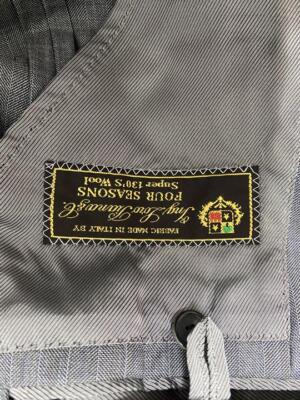 FABRIC MADE IN ITALY BY
Ing. Loro Piana & C.
FOUR SEASONS
Super 130'S Wool